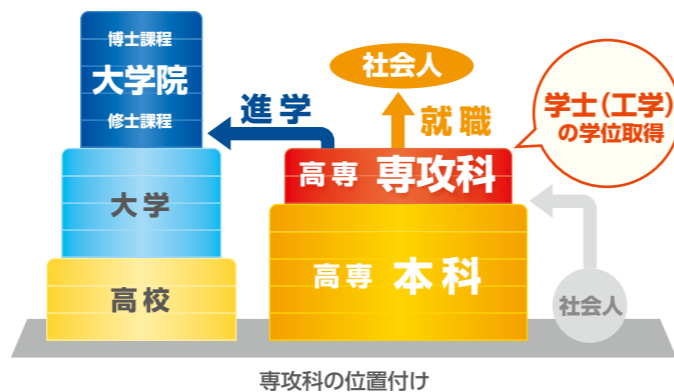 博士課程
大学院
修士課程
大学
高校
進学
社会人
就職
学士（工学）
の学位取得
高専 専攻科
高専 本科
社会人
専攻科の位置付け